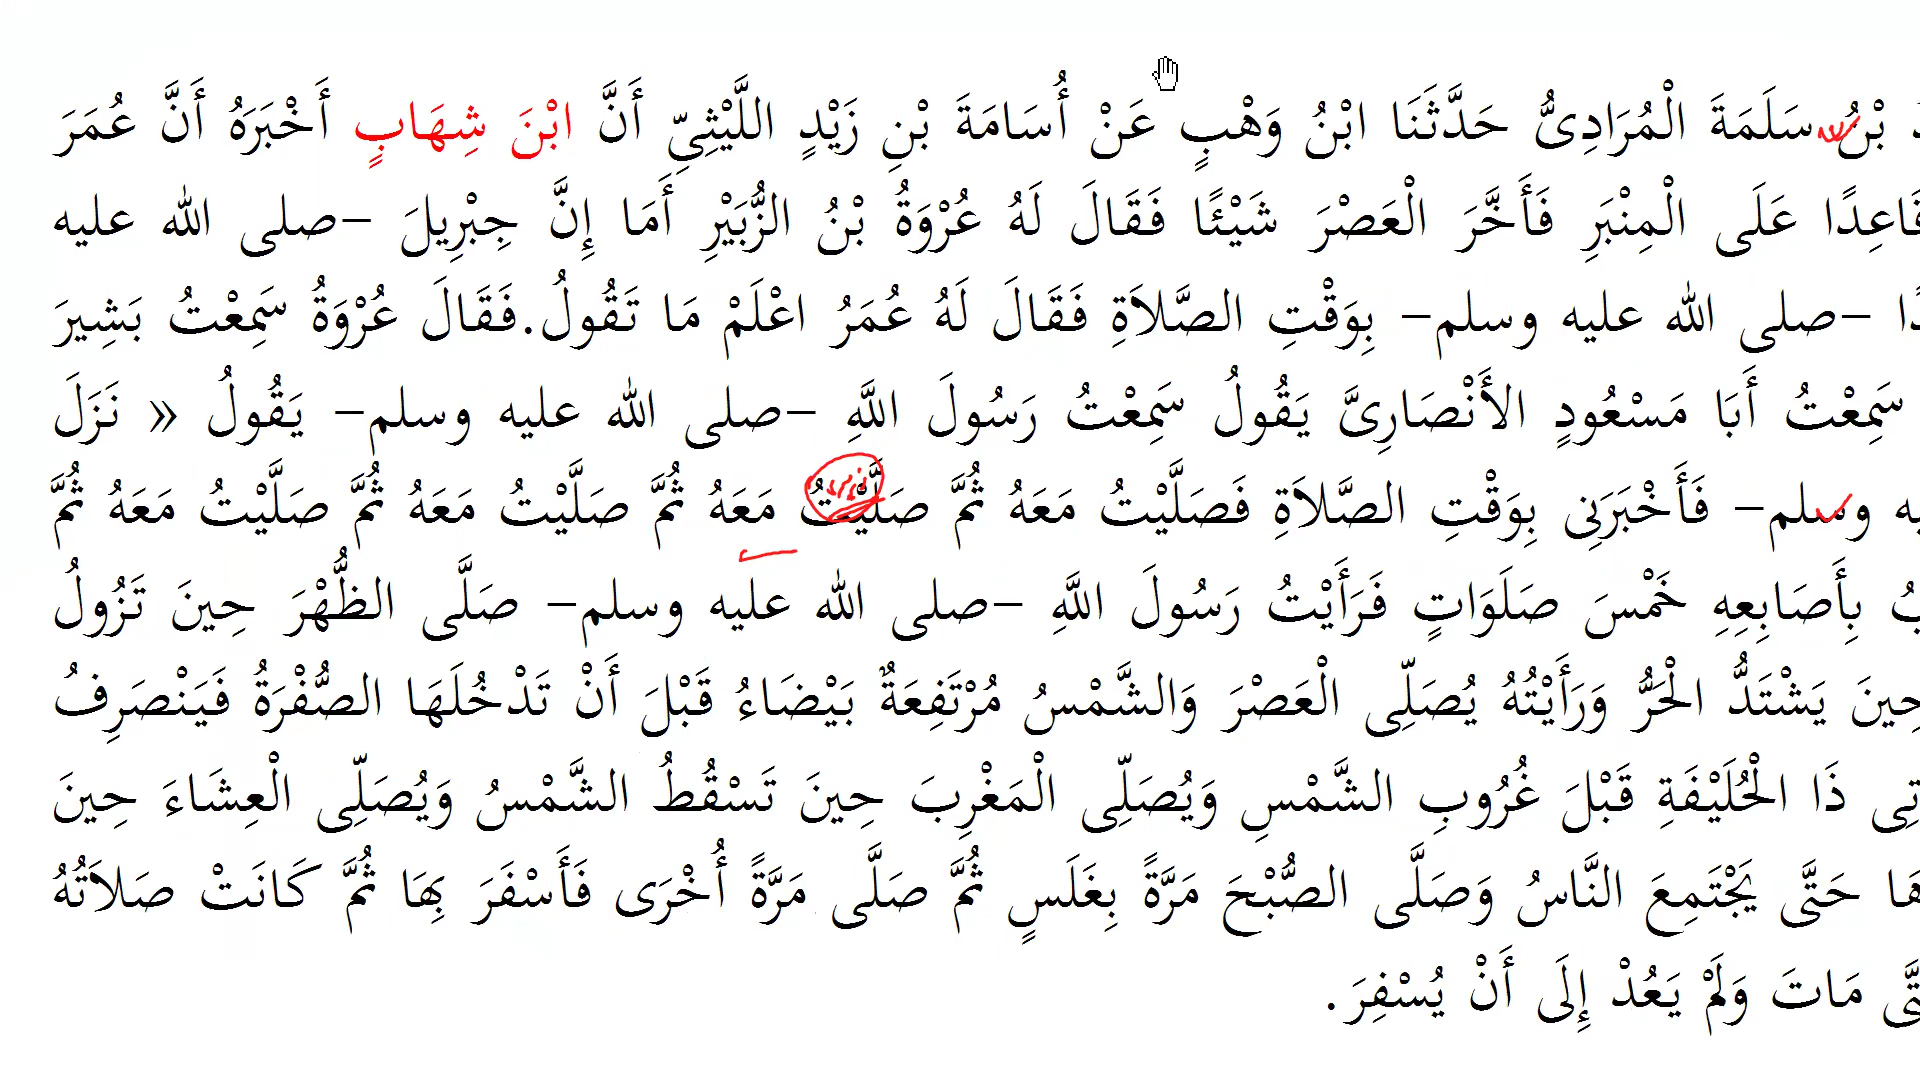 بْنُ سَلَمَةَ الْمُرَادِىُّ حَدَّثَنَا ابْنُ وَهْبٍ عَنْ أُسَامَةَ بْنِ زَيْدٍ اللَّيْثِىِّ أَنَّ ابْنَ شِهَابٍ أَخْبَرَهُ أَنَّ عُمَرَ
قَاعِدًا عَلَى الْمِنْبَرِ فَأَخَّرَ الْعَصْرَ شَيْئًا فَقَالَ لَهُ عُرْوَةُ بْنُ الزُّبَيْرِ أَمَا إِنَّ جِبْرِيلَ -صلى الله عليه
-صلى الله عليه وسلم- بِوَقْتِ الصَّلاَةِ فَقَالَ لَهُ عُمَرُ اعْلَمْ مَا تَقُولُ.فَقَالَ عُرْوَةُ سَمِعْتُ بَشِيرَ
سَمِعْتُ أَبَا مَسْعُودٍ الأَنْصَارِىَّ يَقُولُ سَمِعْتُ رَسُولَ اللَّهِ -صلى الله عليه وسلم- يَقُولُ « نَزَلَ
يه وسلم- فَأَخْبَرَنِى بِوَقْتِ الصَّلاَةِ فَصَلَّيْتُ مَعَهُ ثُمَّ صَلَّيْتُ مَعَهُ ثُمَّ صَلَّيْتُ مَعَهُ ثُمَّ صَلَّيْتُ مَعَهُ ثُمَّ
بُ بِأَصَابِعِهِ خَمْسَ صَلَوَاتٍ فَرَأَيْتُ رَسُولَ اللَّهِ -صلى الله عليه وسلم- صَلَّى الظُّهْرَ حِينَ تَزُولُ
حِينَ يَشْتَدُّ الْحَرُّ وَرَأَيْتُهُ يُصَلِّى الْعَصْرَ وَالشَّمْسُ مُرْتَفِعَةٌ بَيْضَاءُ قَبْلَ أَنْ تَدْخُلَهَا الصُّفْرَةُ فَيَنْصَرِفُ
تِى ذَا الْحُلَيْفَةِ قَبْلَ غُرُوبِ الشَّمْسِ وَيُصَلِّى الْمَغْرِبَ حِينَ تَسْقُطُ الشَّمْسُ وَيُصَلِّى الْعِشَاءَ حِينَ
هَا حَتَّى يَجْتَمِعَ النَّاسُ وَصَلَّى الصُّبْحَ مَرَّةً بِغَلَسٍ ثُمَّ صَلَّى مَرَّةً أُخْرَى فَأَسْفَرَ بِهَا ثُمَّ كَانَتْ صَلاَتُهُ
تَّى مَاتَ وَلَمْ يَعُدْ إِلَى أَنْ يُسْفِرَ.